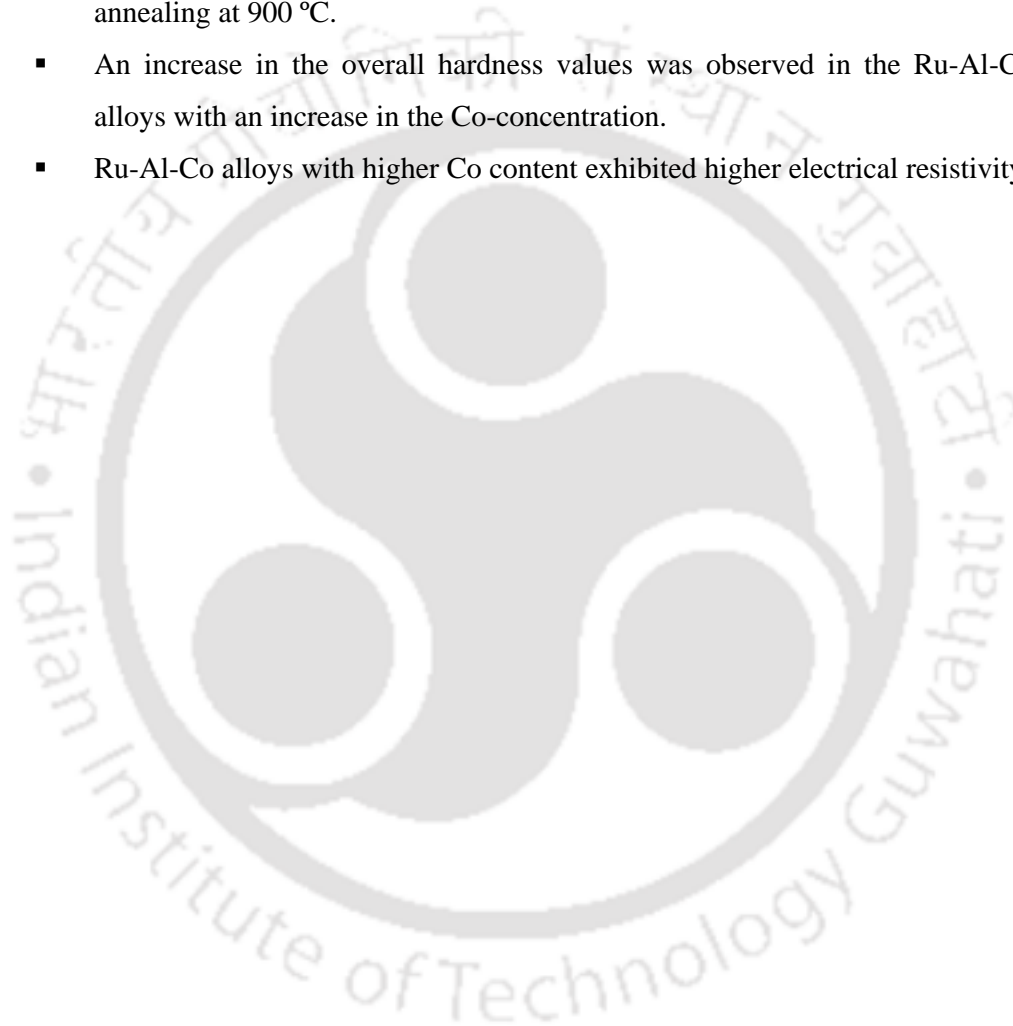 annealing at 900 ºC.
▪ An increase in the overall hardness values was observed in the Ru-Al-C
alloys with an increase in the Co-concentration.
▪ Ru-Al-Co alloys with higher Co content exhibited higher electrical resistivity
भारतीय प्रौद्योगिकी संस्थान गुवाहाटी
Indian Institute of Technology Guwahati